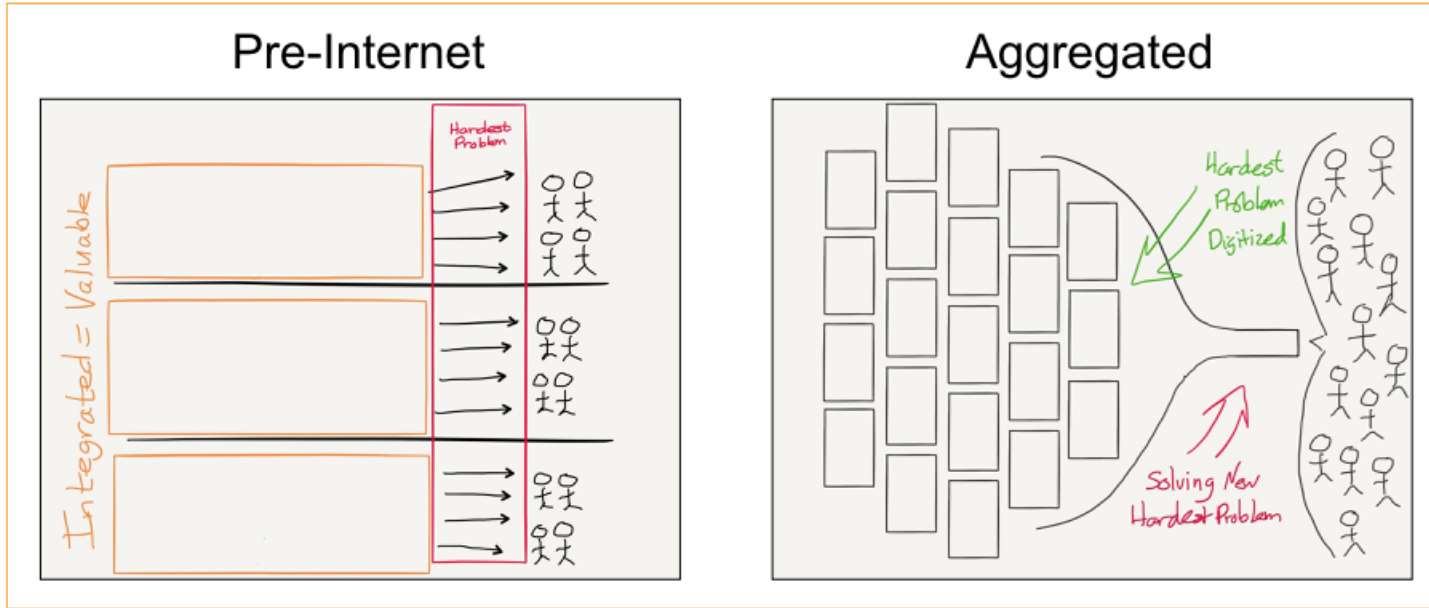 Pre-Internet
Aggregated
Integrated = Valuable
Hardest
Problem
Hardest
Problem
Digitized
Solving New
Hardest Problem